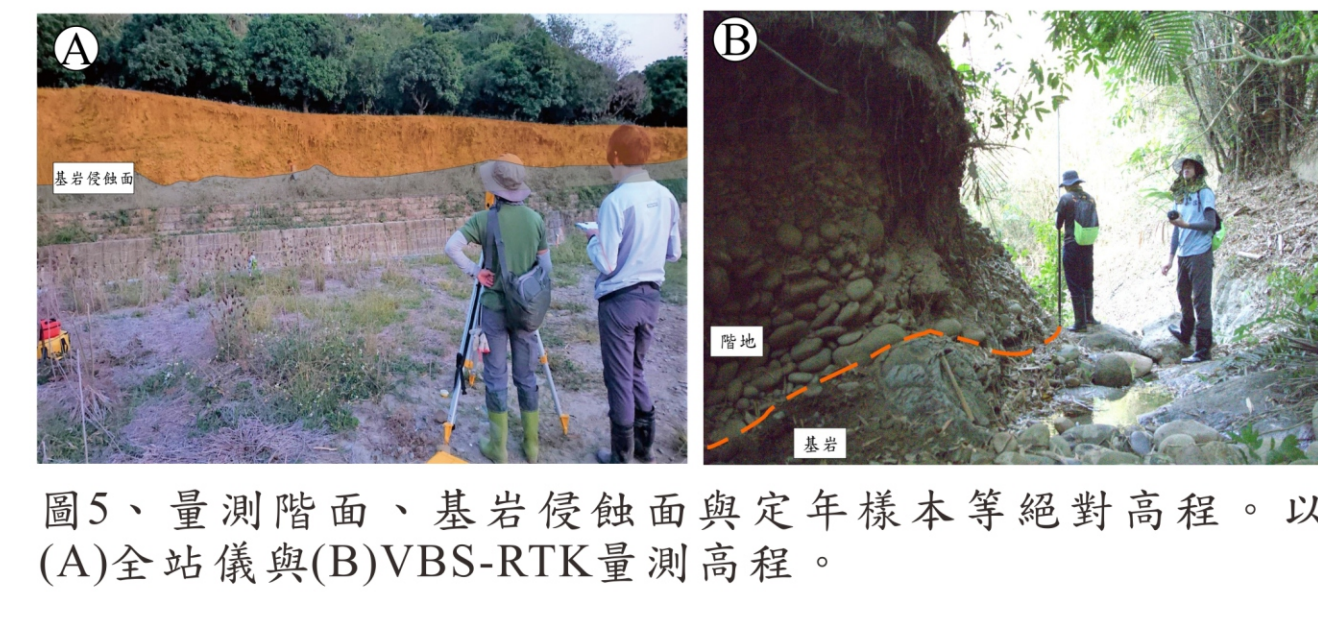 A
B
基岩侵蝕面
階地
基岩
圖5、量測階面、基岩侵蝕面與定年樣本等絕對高程。以
(A)全站儀與(B)VBS-RTK量測高程。